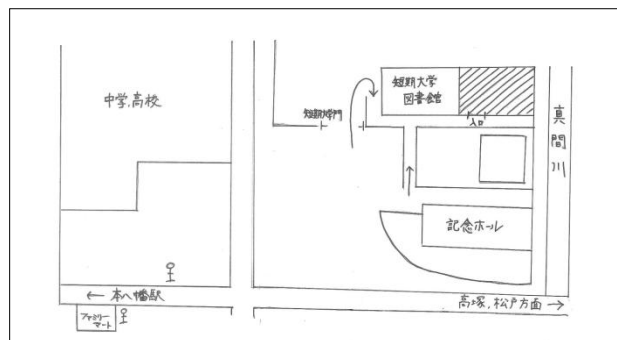 中学,高校
短期大学
図書館
短期大学門
入口
真間川
記念ホール
← 本八幡駅
高塚,松戸方面 →
ファミリー
マート